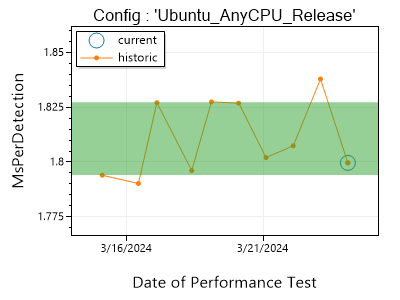 Config : 'Ubuntu_AnyCPU_Release'
current
historic
MsPerDetection
1.85
1.825
1.8
1.775
3/16/2024
3/21/2024
Date of Performance Test